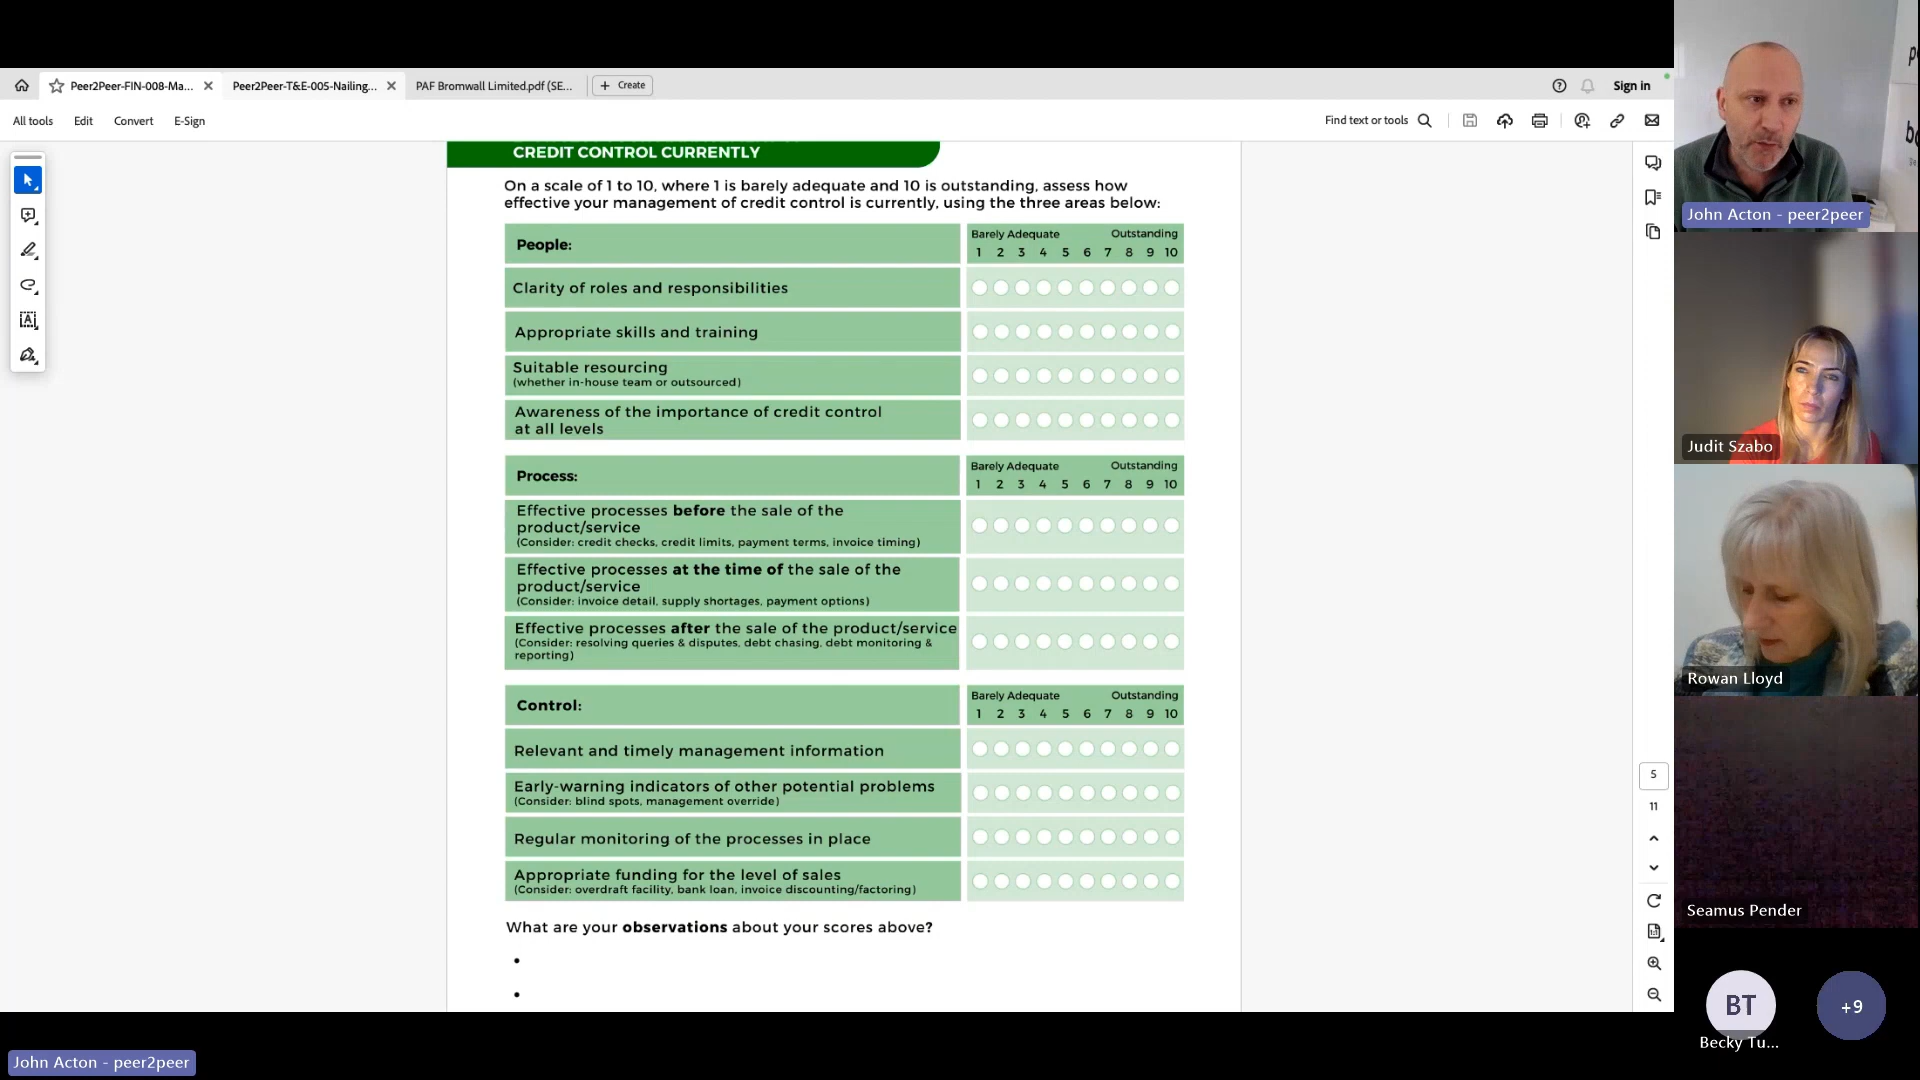 Peer2Peer-FIN-008-Ma...
Peer2Peer-T&E-005-Nailing...
PAF Bromwall Limited.pdf (SE...
Create
Sign in
All tools
Edit
Convert
E-Sign
Find text or tools
CREDIT CONTROL CURRENTLY
On a scale of 1 to 10, where 1 is barely adequate and 10 is outstanding, assess how
effective your management of credit control is currently, using the three areas below:
People:
Barely Adequate Outstanding
1 2 3 4 5 6 7 8 9 10
Clarity of roles and responsibilities
Appropriate skills and training
Suitable resourcing
(whether in-house team or outsourced)
Awareness of the importance of credit control
at all levels
Process:
Barely Adequate Outstanding
1 2 3 4 5 6 7 8 9 10
Effective processes before the sale of the
product/service
(Consider: credit checks, credit limits, payment terms, invoice timing)
Effective processes at the time of the sale of the
product/service
(Consider: invoice detail, supply shortages, payment options)
Effective processes after the sale of the product/service
(Consider: resolving queries & disputes, debt chasing, debt monitoring &
reporting)
Control:
Barely Adequate Outstanding
1 2 3 4 5 6 7 8 9 10
Relevant and timely management information
Early-warning indicators of other potential problems
(Consider: blind spots, management override)
Regular monitoring of the processes in place
Appropriate funding for the level of sales
(Consider: overdraft facility, bank loan, invoice discounting/factoring)
What are your observations about your scores above?
5
11
John Acton - peer2peer
Judit Szabo
Rowan Lloyd
Seamus Pender
BT
Becky Tu...
+9
John Acton - peer2peer